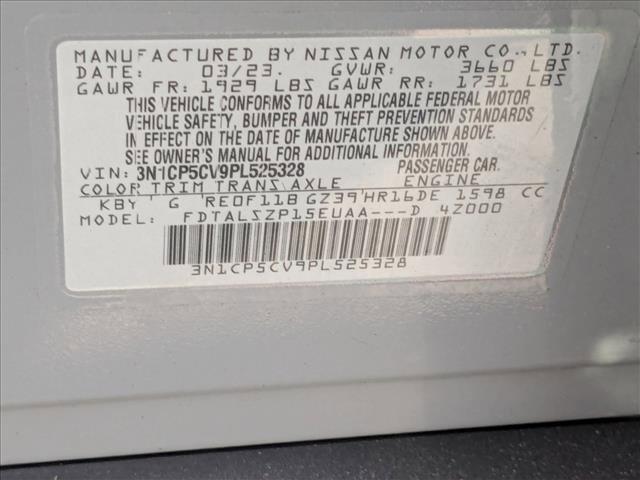 MANUFACTURED BY NISSAN MOTOR CO., LTD.
DATE: 03/23. GVWR: 3660 LBS
GAWR FR: 1929 LBS GAWR RR: 1731 LBS
THIS VEHICLE CONFORMS TO ALL APPLICABLE FEDERAL MOTOR
VEHICLE SAFETY, BUMPER AND THEFT PREVENTION STANDARDS
IN EFFECT ON THE DATE OF MANUFACTURE SHOWN ABOVE.
SEE OWNER'S MANUAL FOR ADDITIONAL INFORMATION.
VIN: 3N1CP5CV9PL525328 PASSENGER CAR.
COLOR TRIM TRANS AXLE ENGINE
KBY ' G ' RE0F11B GZ39'HR16DE 1598 CC
MODEL: FDTALSZP15EUAA---D 4Z000
3N1CP5CV9PL525328